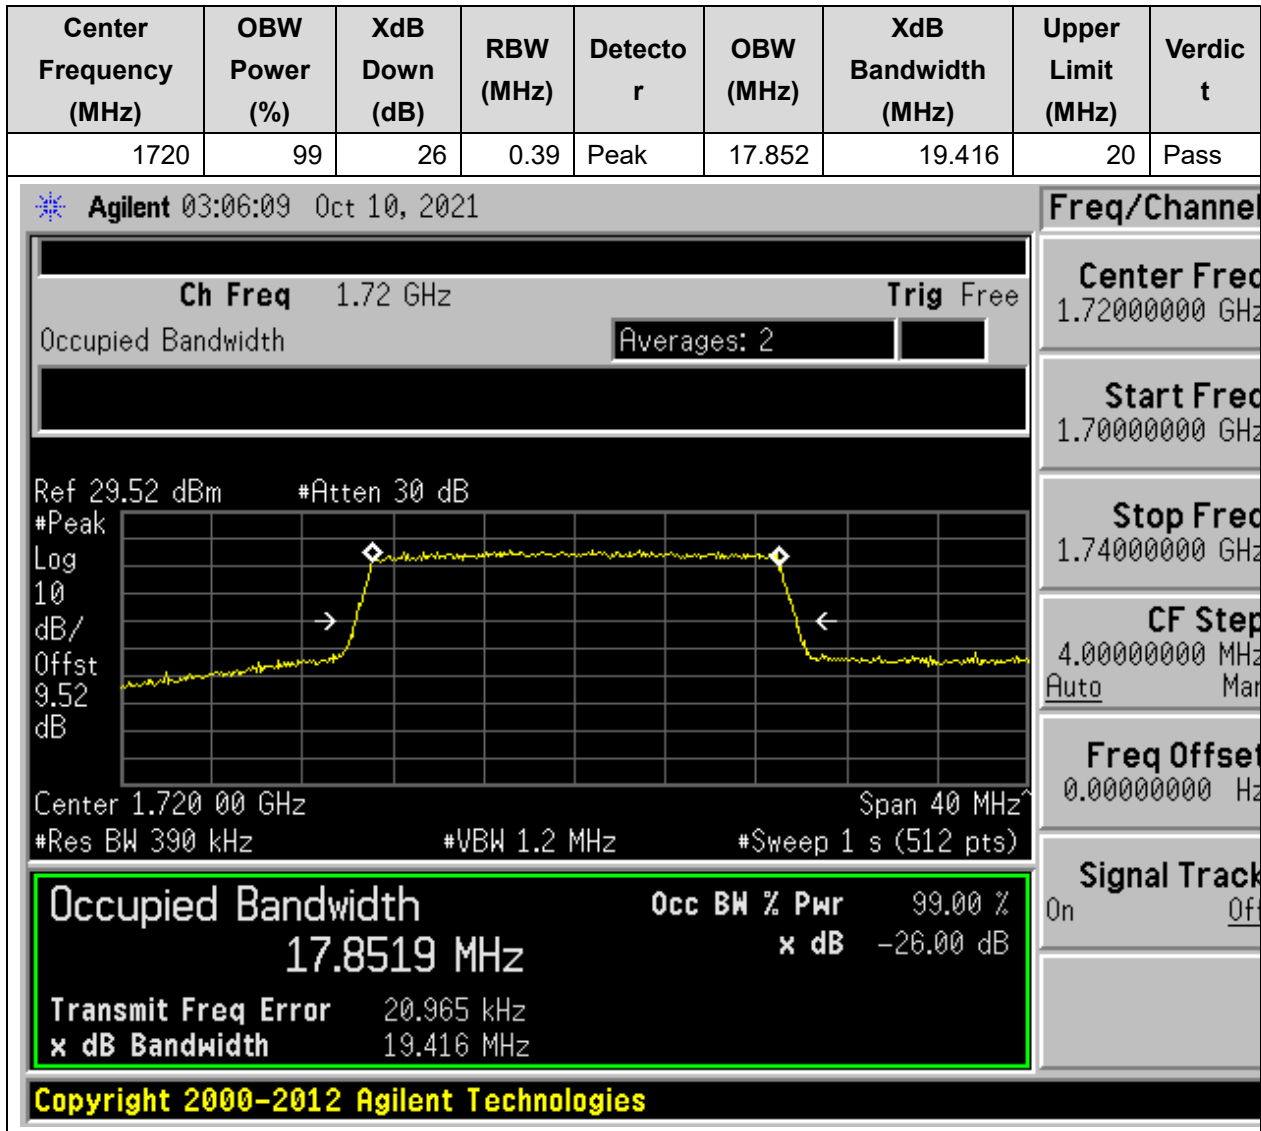 Center Frequency (MHz) OBW Power (%) XdB Down (dB) RBW (MHz) Detecto r OBW (MHz) XdB Bandwidth (MHz) Upper Limit (MHz) Verdic t
1720 99 26 0.39 Peak 17.852 19.416 20 Pass
Agilent 03:06:09 Oct 10, 2021
Ch Freq 1.72 GHz Trig Free
Occupied Bandwidth Averages: 2
Ref 29.52 dBm #Atten 30 dB
#Peak
Log
10
dB/
Offst
9.52
dB
Center 1.720 00 GHz Span 40 MHz^
#Res BW 390 kHz #VBW 1.2 MHz #Sweep 1 s (512 pts)
Occupied Bandwidth Occ BW % Pwr 99.00 %
17.8519 MHz x dB -26.00 dB
Transmit Freq Error 20.965 kHz
x dB Bandwidth 19.416 MHz
Copyright 2000-2012 Agilent Technologies
Freq/Channel
Center Freq
1.72000000 GHz
Start Freq
1.70000000 GHz
Stop Freq
1.74000000 GHz
CF Step
4.00000000 MHz
Auto Man
Freq Offset
0.00000000 Hz
Signal Track
On Off